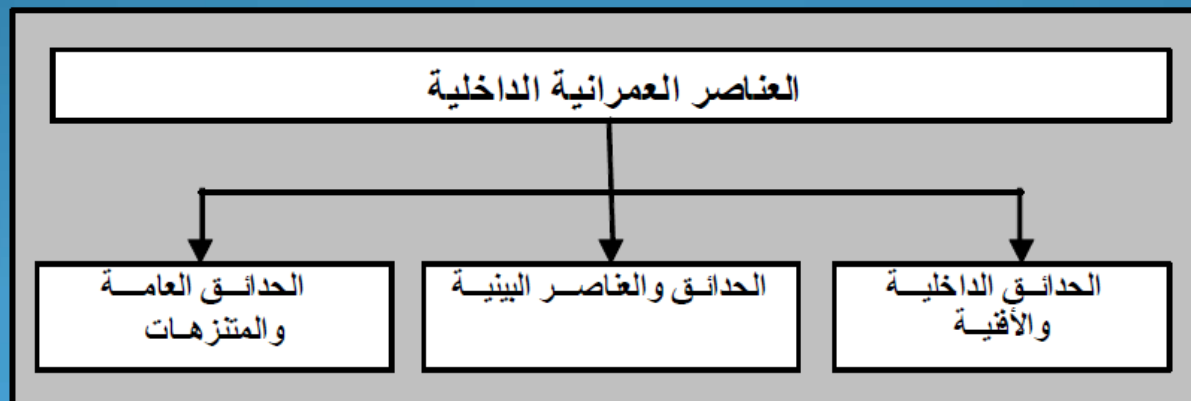 العناصر العمرانية الداخلية
الحدائق الداخلية
والأفنية
الحدائق والعناصر البينية
الحدائق العامة
والمتنزهات